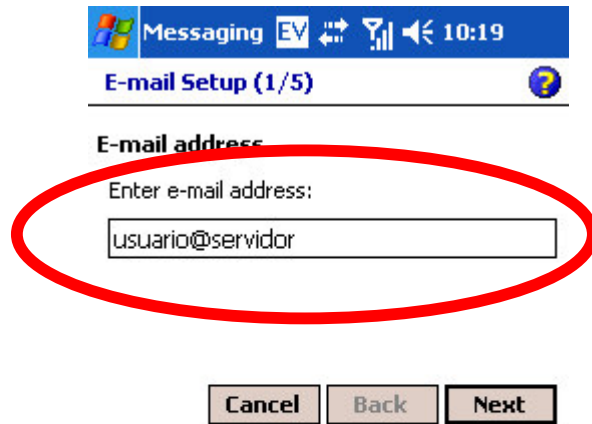 Messaging EV 10:19
E-mail Setup (1/5)
E-mail address
Enter e-mail address:
usuario@servidor
Cancel Back Next